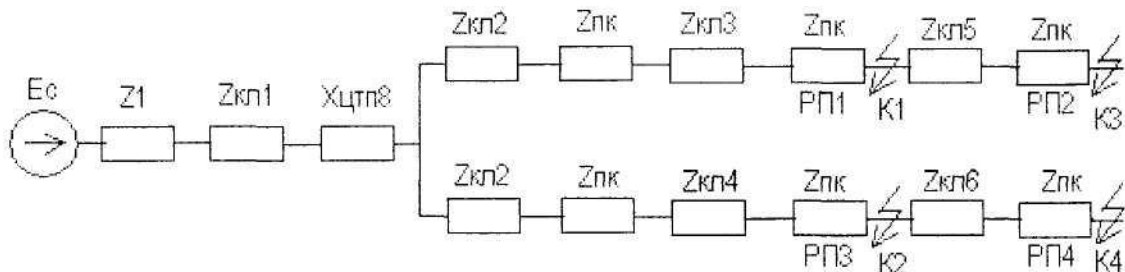 Zкл2 Zпк Zкл3 Zпк Zкл5 Zпк
Ес Z1 Zкл1 Xцтп8
РП1 К1 РП2 К3
Zкл2 Zпк Zкл4 Zпк Zкл6 Zпк
РП3 К2 РП4 К4